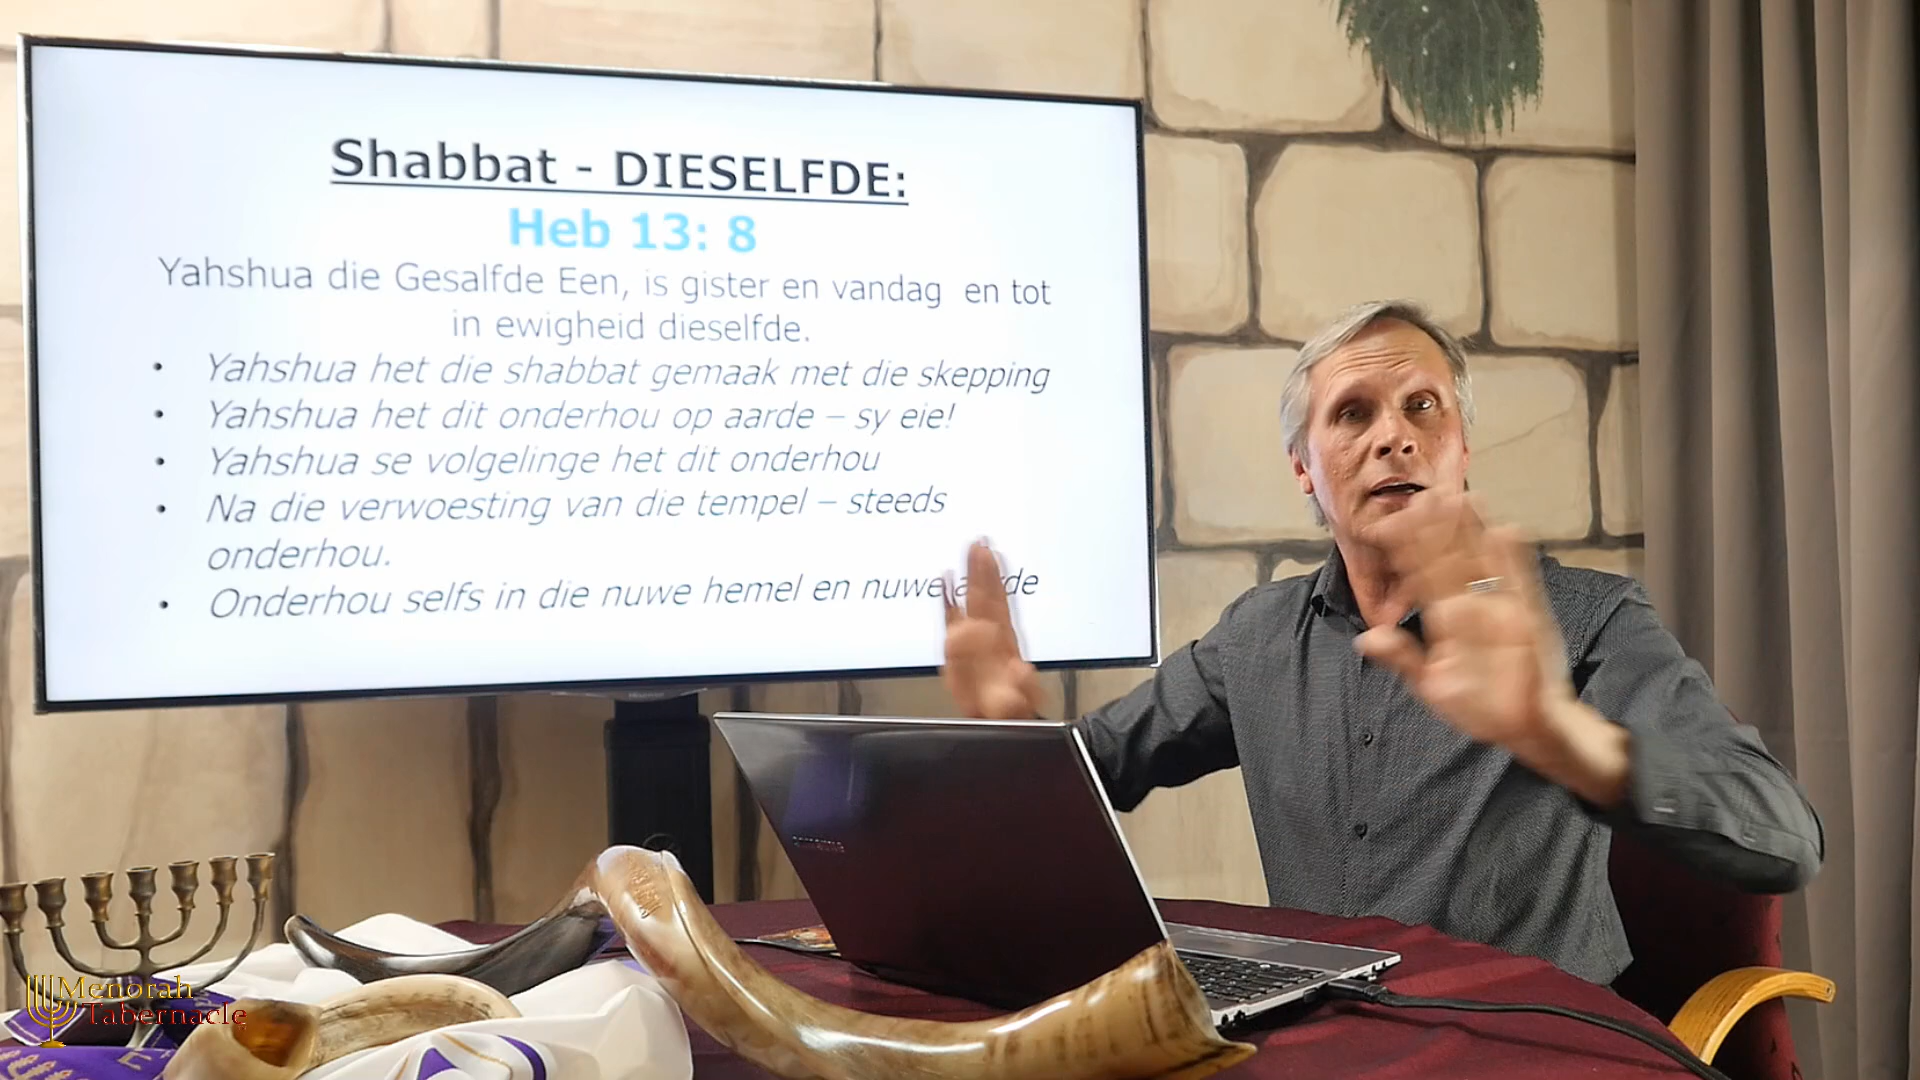 Shabbat - DIESELFDE:
Heb 13: 8
Yahshua die Gesalfde Een, is gister en vandag en tot
in ewigheid dieselfde.
• Yahshua het die shabbat gemaak met die skepping
• Yahshua het dit onderhou op aarde – sy eie!
• Yahshua se volgelinge het dit onderhou
• Na die verwoesting van die tempel – steeds
onderhou.
• Onderhou selfs in die nuwe hemel en nuwe aarde
Menorah
Tabernacle